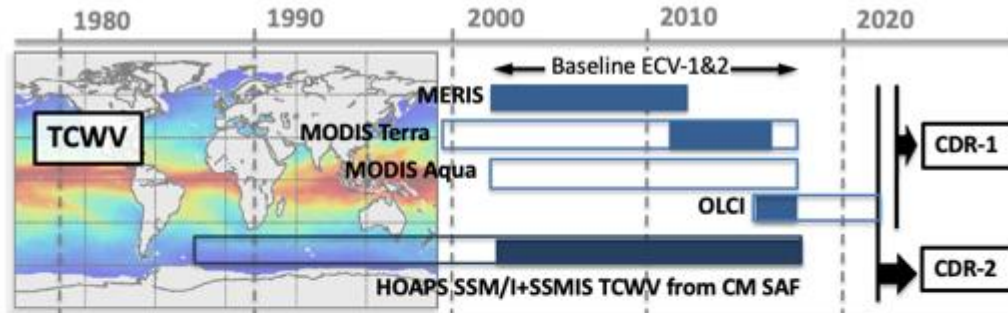 1980 1990 2000 2010 2020
Baseline ECV-1&2
MERIS
TCWV
MODIS Terra
CDR-1
MODIS Aqua
OLCI
CDR-2
HOAPS SSM/I+SSMIS TCWV from CM SAF